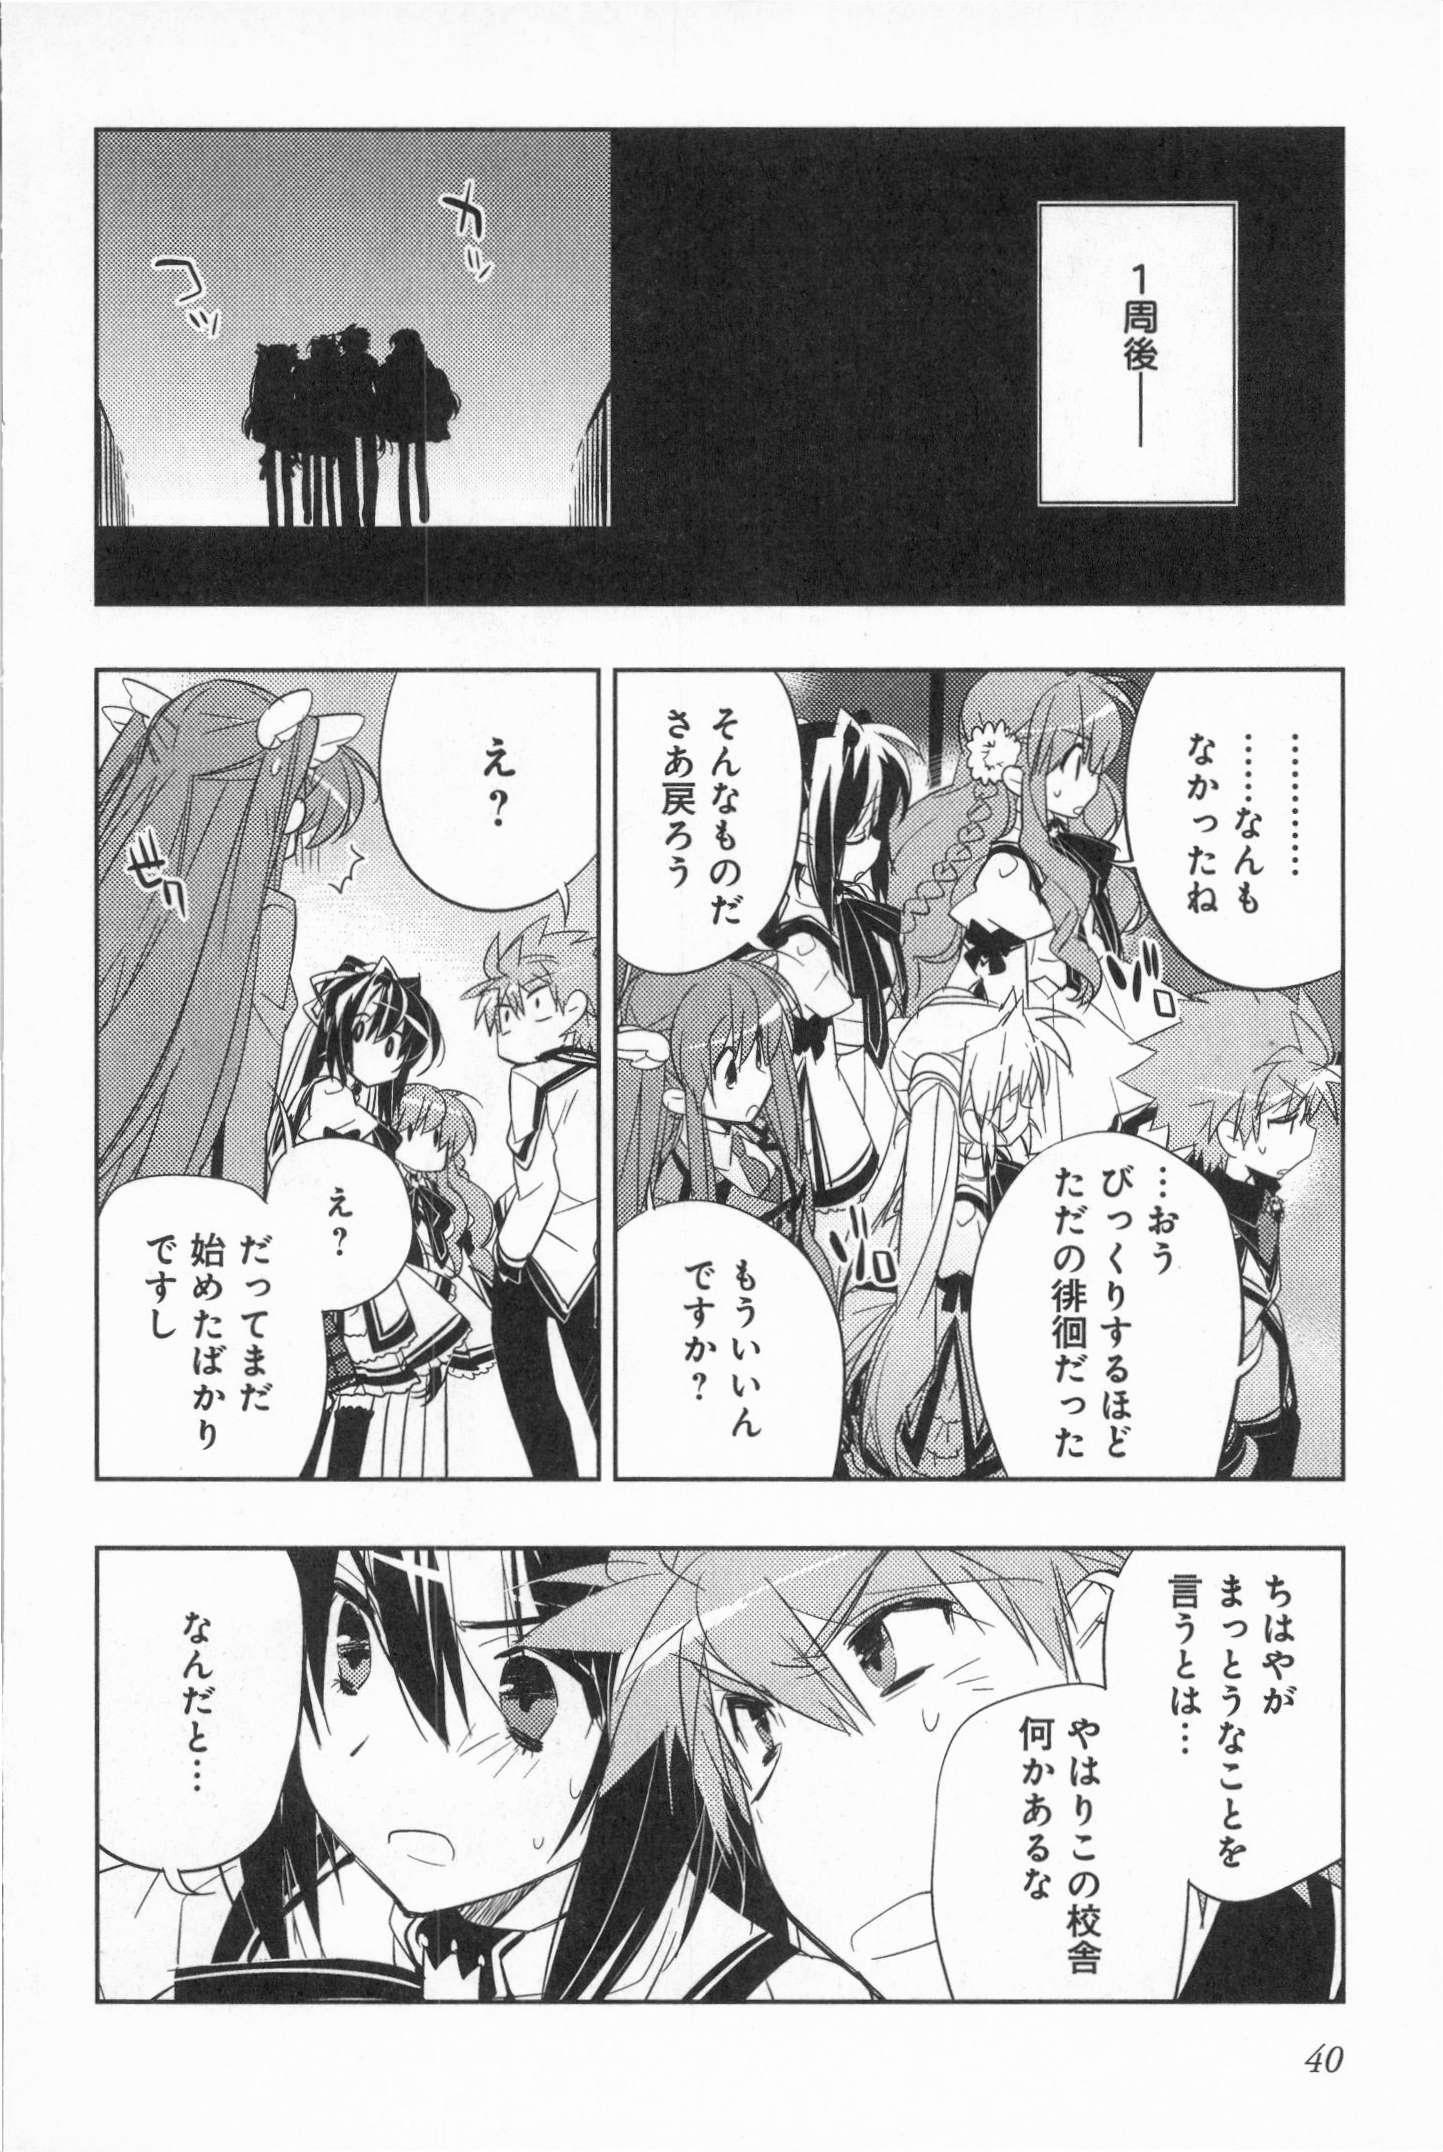 1周後──
カッ
コッ
…………
……なんも
なかったね
…おう
びっくりするほど
ただの徘徊だった
そんなものだ
さあ戻ろう
もういいん
ですか?
ゾロ
ゾロ
え?
え?
だってまだ
始めたばかり
ですし
ゼク
ちはやが
まっとうなことを
言うとは…
やはりこの校舎
何かあるな
なんだと…
40